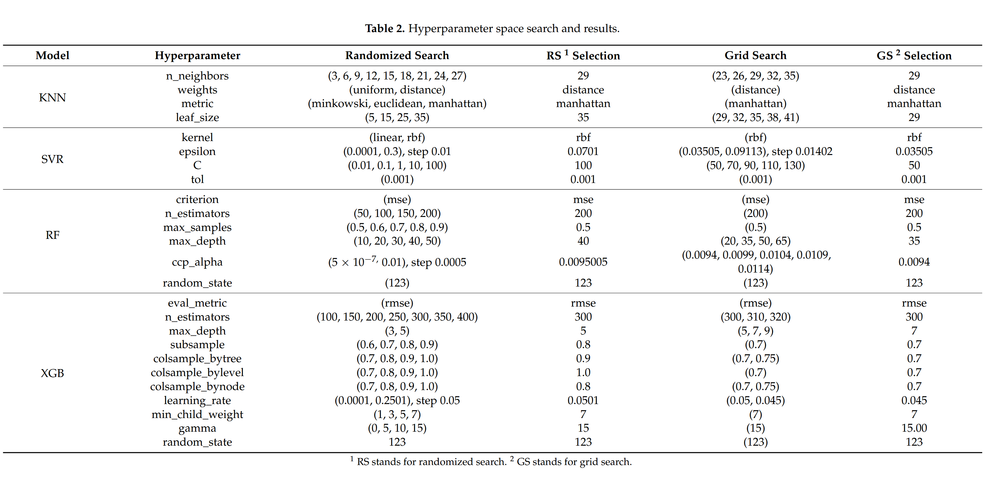 Table 2. Hyperparameter space search and results.
Model Hyperparameter Randomized Search RS 1 Selection Grid Search GS 2 Selection
KNN
n_neighbors (3, 6, 9, 12, 15, 18, 21, 24, 27) 29 (23, 26, 29, 32, 35) 29
weights (uniform, distance) distance (distance) distance
metric (minkowski, euclidean, manhattan) manhattan (manhattan) manhattan
leaf_size (5, 15, 25, 35) 35 (29, 32, 35, 38, 41) 29
SVR
kernel (linear, rbf) rbf (rbf) rbf
epsilon (0.0001, 0.3), step 0.01 0.0701 (0.03505, 0.09113), step 0.01402 0.03505
C (0.01, 0.1, 1, 10, 100) 100 (50, 70, 90, 110, 130) 50
tol (0.001) 0.001 (0.001) 0.001
RF
criterion (mse) mse (mse) mse
n_estimators (50, 100, 150, 200) 200 (200) 200
max_samples (0.5, 0.6, 0.7, 0.8, 0.9) 0.5 (0.5) 0.5
max_depth (10, 20, 30, 40, 50) 40 (20, 35, 50, 65) 35
ccp_alpha (5 × 10−7, 0.01), step 0.0005 0.0095005 (0.0094, 0.0099, 0.0104, 0.0109, 0.0114) 0.0094
random_state (123) 123 (123) 123
XGB
eval_metric (rmse) rmse (rmse) rmse
n_estimators (100, 150, 200, 250, 300, 350, 400) 300 (300, 310, 320) 300
max_depth (3, 5) 5 (5, 7, 9) 7
subsample (0.6, 0.7, 0.8, 0.9) 0.8 (0.7) 0.7
colsample_bytree (0.7, 0.8, 0.9, 1.0) 0.9 (0.7, 0.75) 0.7
colsample_bylevel (0.7, 0.8, 0.9, 1.0) 1.0 (0.7) 0.7
colsample_bynode (0.7, 0.8, 0.9, 1.0) 0.8 (0.7, 0.75) 0.7
learning_rate (0.0001, 0.2501), step 0.05 0.0501 (0.05, 0.045) 0.045
min_child_weight (1, 3, 5, 7) 7 (7) 7
gamma (0, 5, 10, 15) 15 (15) 15.00
random_state 123 123 (123) 123
1 RS stands for randomized search. 2 GS stands for grid search.